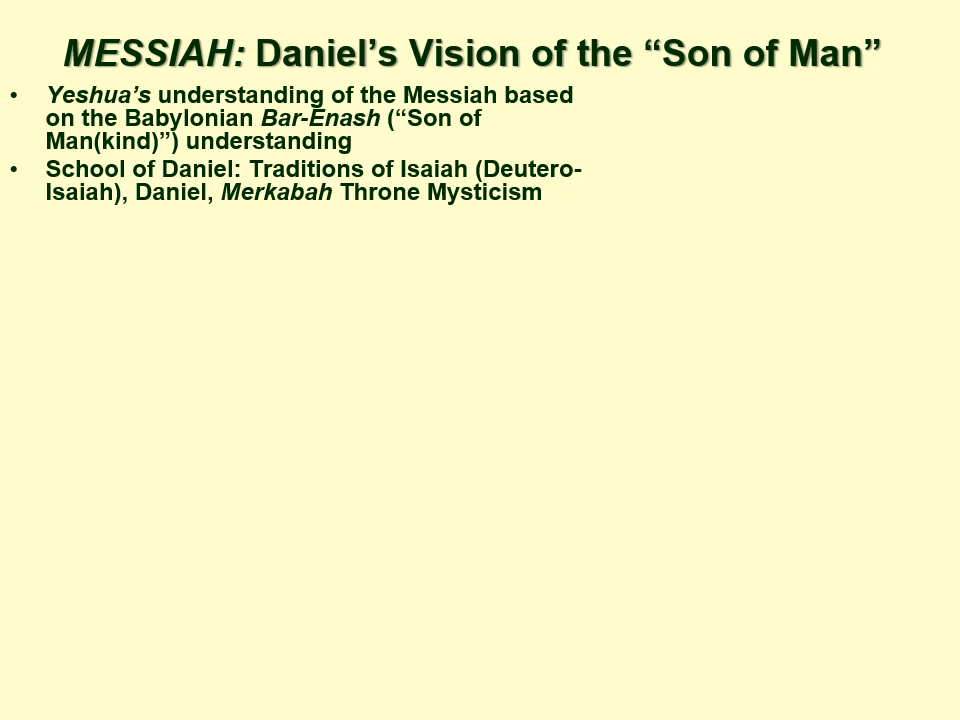 MESSIAH: Daniel’s Vision of the “Son of Man”
• Yeshua’s understanding of the Messiah based
on the Babylonian Bar-Enash (“Son of
Man(kind)”) understanding
• School of Daniel: Traditions of Isaiah (Deutero-
Isaiah), Daniel, Merkabah Throne Mysticism